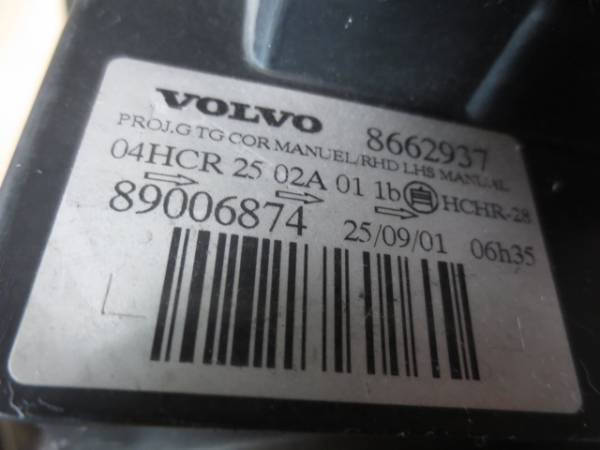 VOLVO 8662937
PROJ.G TG COR MANUEL/RHD LHS MANUAL
04HCR 25 02A 01 1b HCHR-28
89006874 25/09/01 06h35